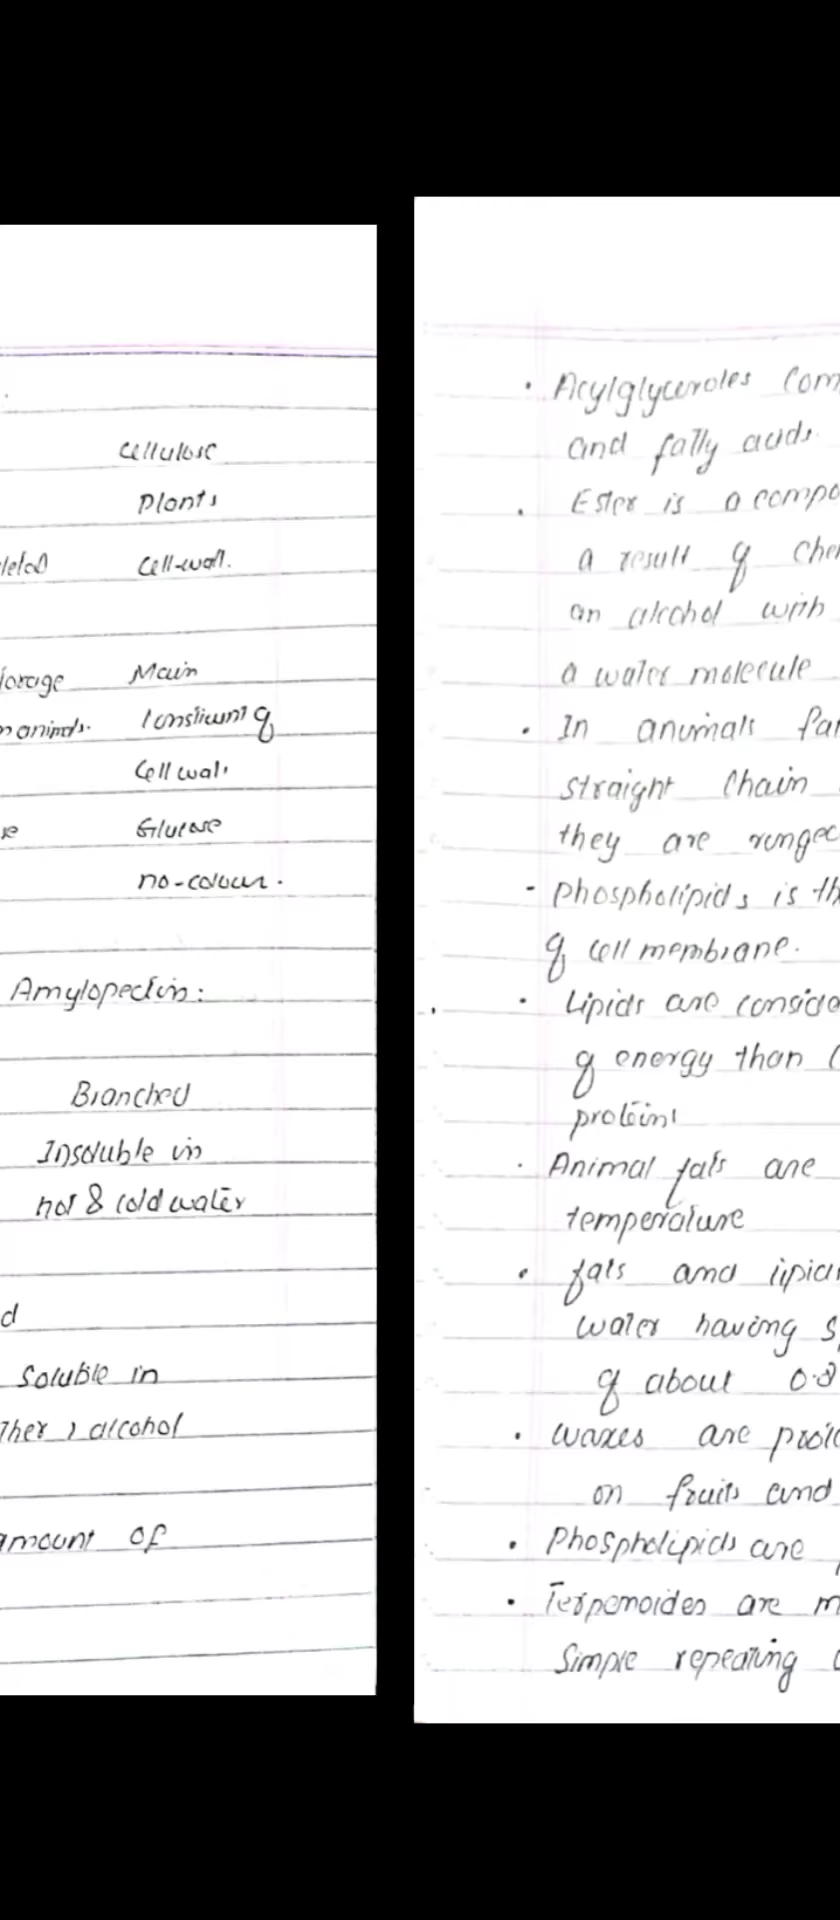 Cellulose
Plants
Cell-wall.
Main
animals. constituent of
Cell wall
Glucose
no-colour.
Amylopectin:
Branched
Insoluble in
hot & cold water
d
Soluble in
ther) alcohol
amount of
• Acylglyceroles com
and fatty acids.
• Ester is a compo
a result of che
an alcohol with
a water molecule
• In animals fa
straight chain
they are
- phospholipids is th
of cell membrane.
• Lipids are conside
of energy than
proteins
• Animal fats are
temperature
• fats and lipid
water having s
of about 0.8
• waxes are
on fruits and
• Phospholipids are
• Terpenoides are m
Simple repeating